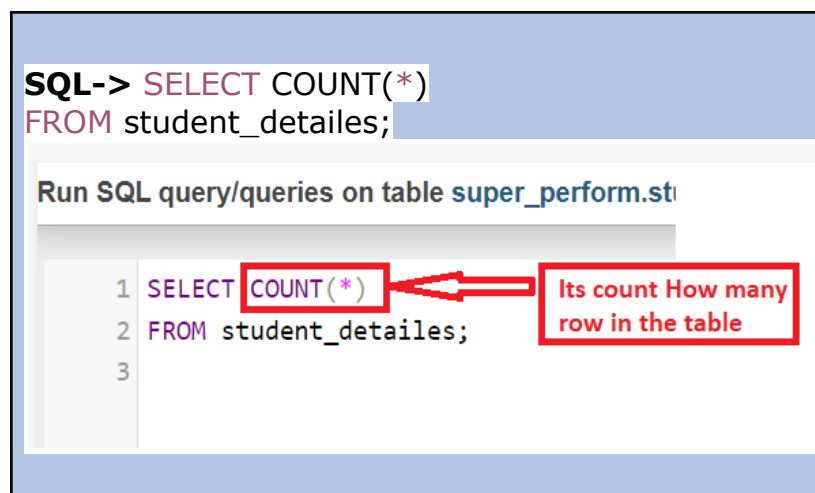 SQL-> SELECT COUNT(*)
FROM student_detailes;
Run SQL query/queries on table super_perform.stu
1 SELECT COUNT(*)
Its count How many
row in the table
2 FROM student_detailes;
3